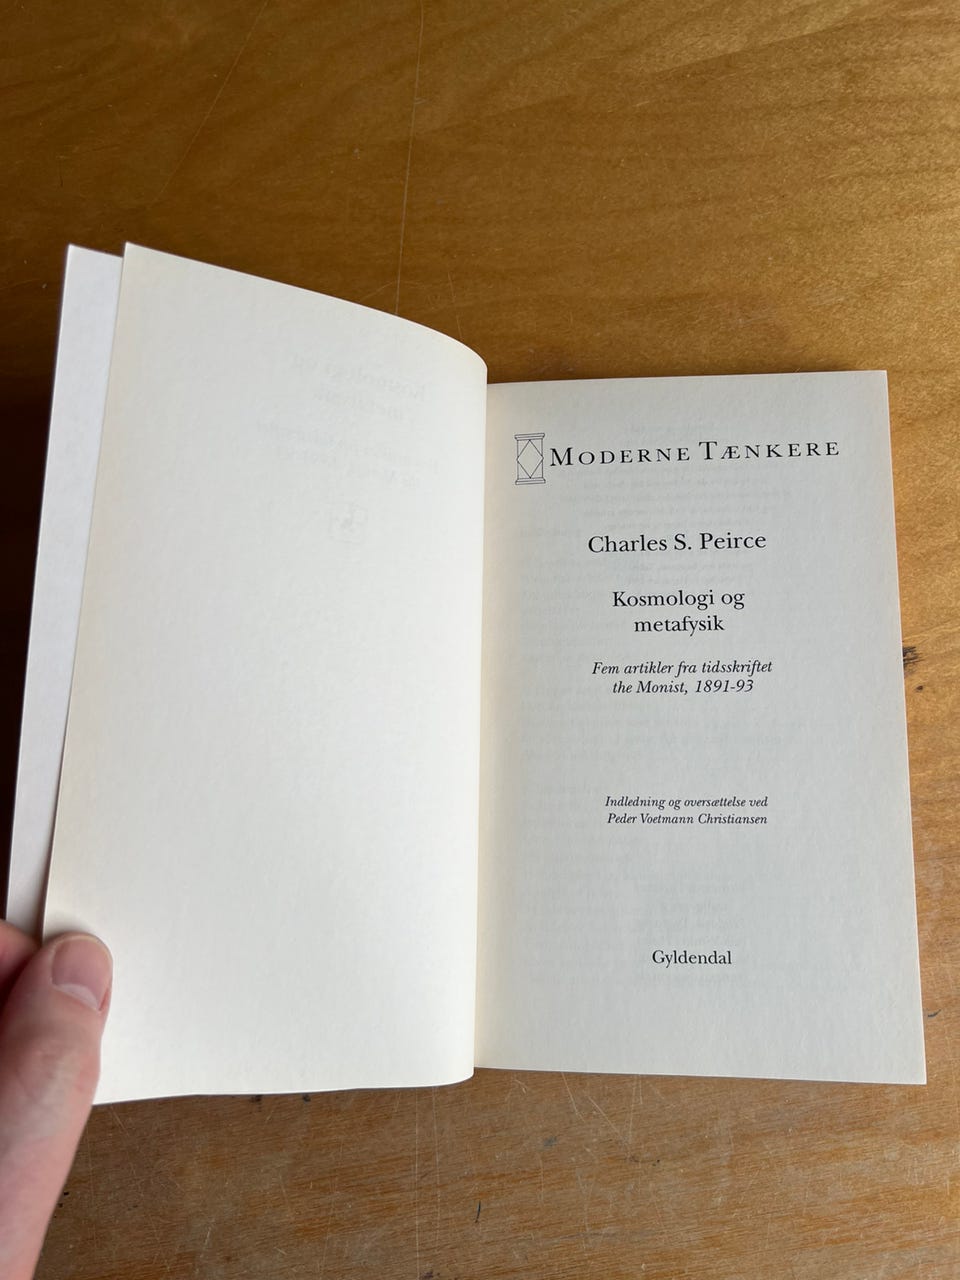 MODERNE TÆNKERE
Charles S. Peirce
Kosmologi og
metafysik
Fem artikler fra tidsskriftet
the Monist, 1891-93
Indledning og oversættelse ved
Peder Voetmann Christiansen
Gyldendal